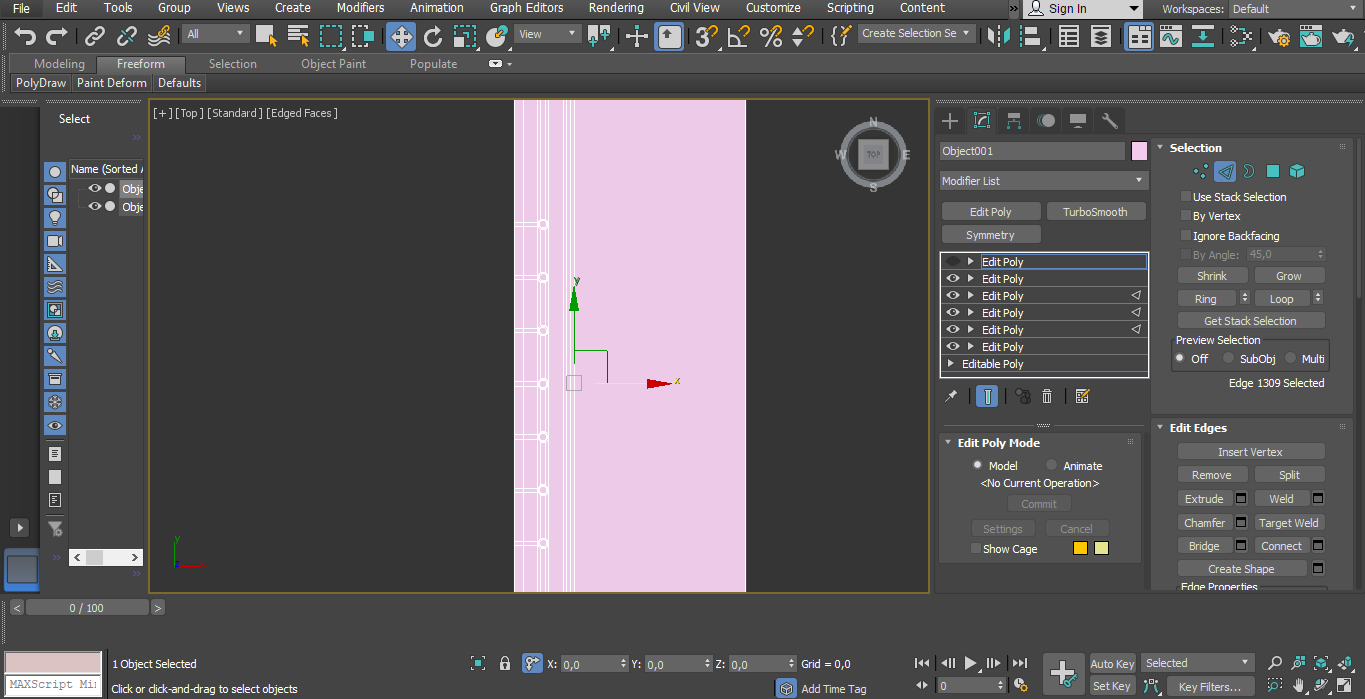 File Edit Tools Group Views Create Modifiers Animation Graph Editors Rendering Civil View Customize Scripting Content » Sign In Workspaces: Default
All View 3 Create Selection Se
Modeling Freeform Selection Object Paint Populate
PolyDraw Paint Deform Defaults
Select
Name (Sorted A
Obje
Obje
[+] [Top] [Standard] [Edged Faces]
N
W TOP E
S
y
x
y
Object001
Modifier List
Edit Poly TurboSmooth
Symmetry
Edit Poly
Edit Poly
Edit Poly
Edit Poly
Edit Poly
Edit Poly
Editable Poly
Edit Poly Mode
Model Animate
<No Current Operation>
Commit
Settings Cancel
Show Cage
Selection
Use Stack Selection
By Vertex
Ignore Backfacing
By Angle: 45,0
Shrink Grow
Ring Loop
Get Stack Selection
Preview Selection
Off SubObj Multi
Edge 1309 Selected
Edit Edges
Insert Vertex
Remove Split
Extrude Weld
Chamfer Target Weld
Bridge Connect
Create Shape
Edge Properties
< 0 / 100 >
1 Object Selected X: 0,0 Y: 0,0 Z: 0,0 Grid = 0,0 Auto Key Selected
MAXScript Mi Click or click-and-drag to select objects Add Time Tag 0 Set Key Key Filters...